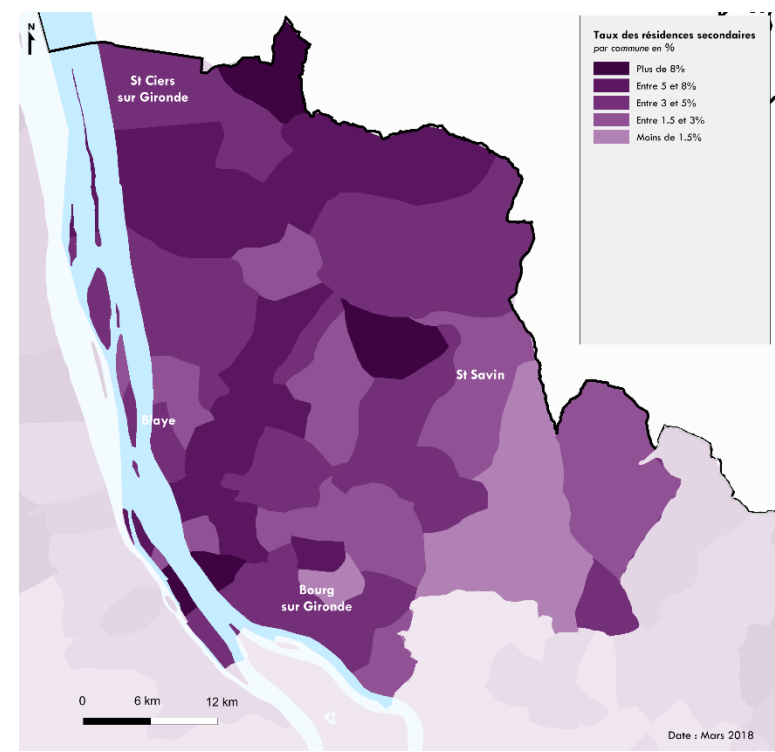 N
Taux des résidences secondaires
par commune en %
Plus de 8%
Entre 5 et 8%
Entre 3 et 5%
Entre 1.5 et 3%
Moins de 1.5%
St Ciers
sur Gironde
St Savin
Blaye
Bourg
sur Gironde
0 6 km 12 km
Date : Mars 2018